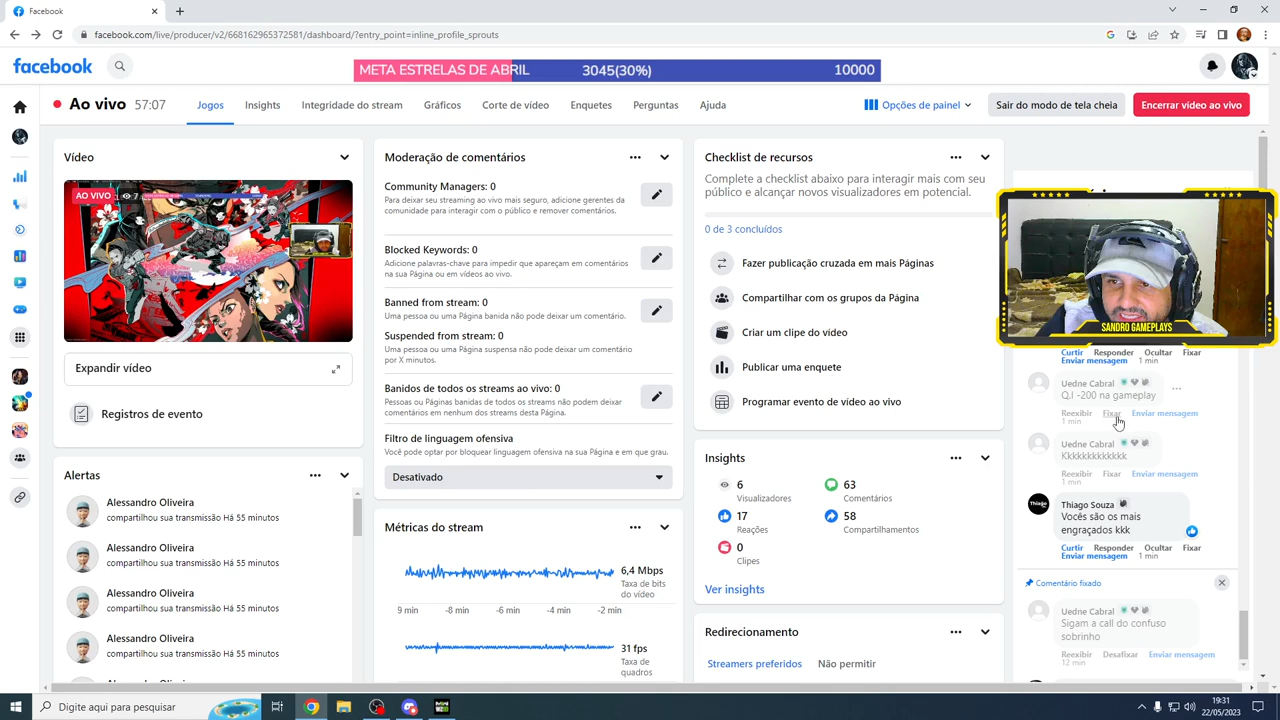 Facebook
facebook.com/live/producer/v2/668162965372581/dashboard/?entry_point=inline_profile_sprouts
facebook
META ESTRELAS DE ABRIL
3045(30%)
10000
Ao vivo 57:07
Jogos
Insights
Integridade do stream
Gráficos
Corte de vídeo
Enquetes
Perguntas
Ajuda
Opções de painel
Sair do modo de tela cheia
Encerrar vídeo ao vivo
Vídeo
AO VIVO
7
Expandir vídeo
Registros de evento
Alertas
Alessandro Oliveira
compartilhou sua transmissão Há 55 minutos
Alessandro Oliveira
compartilhou sua transmissão Há 55 minutos
Alessandro Oliveira
compartilhou sua transmissão Há 55 minutos
Alessandro Oliveira
compartilhou sua transmissão Há 55 minutos
Moderação de comentários
Community Managers: 0
Para deixar seu streaming ao vivo mais seguro, adicione gerentes da
comunidade para interagir com o público e remover comentários.
Blocked Keywords: 0
Adicione palavras-chave para impedir que apareçam em comentários
na sua Página ou em vídeos ao vivo.
Banned from stream: 0
Uma pessoa ou uma Página banida não pode deixar um comentário.
Suspended from stream: 0
Uma pessoa ou uma Página suspensa não pode deixar um comentário
por X minutos.
Banidos de todos os streams ao vivo: 0
Pessoas ou Páginas banidas de todos os streams não podem deixar
comentários em nenhum dos streams desta Página.
Filtro de linguagem ofensiva
Você pode optar por bloquear linguagem ofensiva na sua Página e em que grau.
Desativado
Métricas do stream
6,4 Mbps
Taxa de bits
do vídeo
9 min
-8 min
-6 min
-4 min
-2 min
31 fps
Taxa de
quadros
Checklist de recursos
Complete a checklist abaixo para interagir mais com seu
público e alcançar novos visualizadores em potencial.
0 de 3 concluídos
Fazer publicação cruzada em mais Páginas
Compartilhar com os grupos da Página
Criar um clipe do vídeo
Publicar uma enquete
Programar evento de vídeo ao vivo
Insights
6
Visualizadores
63
Comentários
17
Reações
58
Compartilhamentos
0
Clipes
Ver insights
Redirecionamento
Streamers preferidos
Não permitir
SANDRO GAMEPLAYS
Curtir Responder Ocultar Fixar
Enviar mensagem 1 min
Uedne Cabral
Q.I -200 na gameplay
Reexibir Fixar Enviar mensagem
1 min
Uedne Cabral
Kkkkkkkkkkkkk
Reexibir Fixar Enviar mensagem
1 min
Thiago
Thiago Souza
Vocês são os mais
engraçados kkk
Curtir Responder Ocultar Fixar
Enviar mensagem 1 min
Comentário fixado
Uedne Cabral
Sigam a call do confuso
sobrinho
Reexibir Desafixar Enviar mensagem
12 min
Digite aqui para pesquisar
19:31
22/05/2023